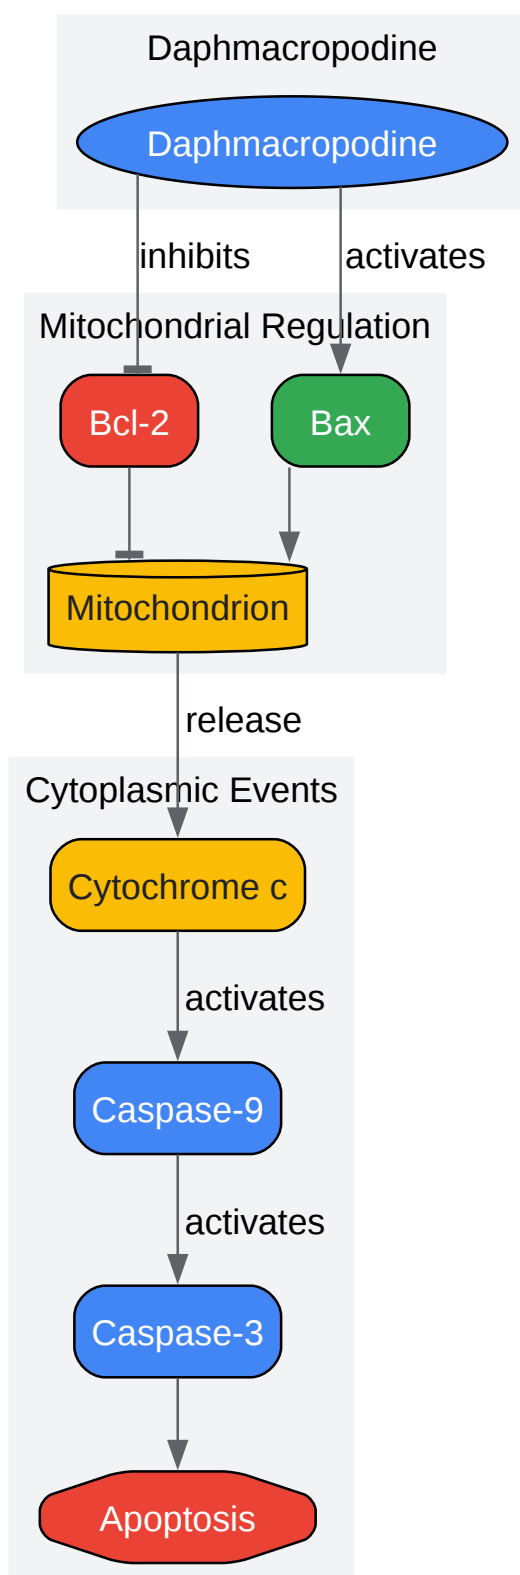 Daphmacropodine
Daphmacropodine
inhibits
activates
Mitochondrial Regulation
Bcl-2
Bax
Mitochondrion
release
Cytoplasmic Events
Cytochrome c
activates
Caspase-9
activates
Caspase-3
Apoptosis